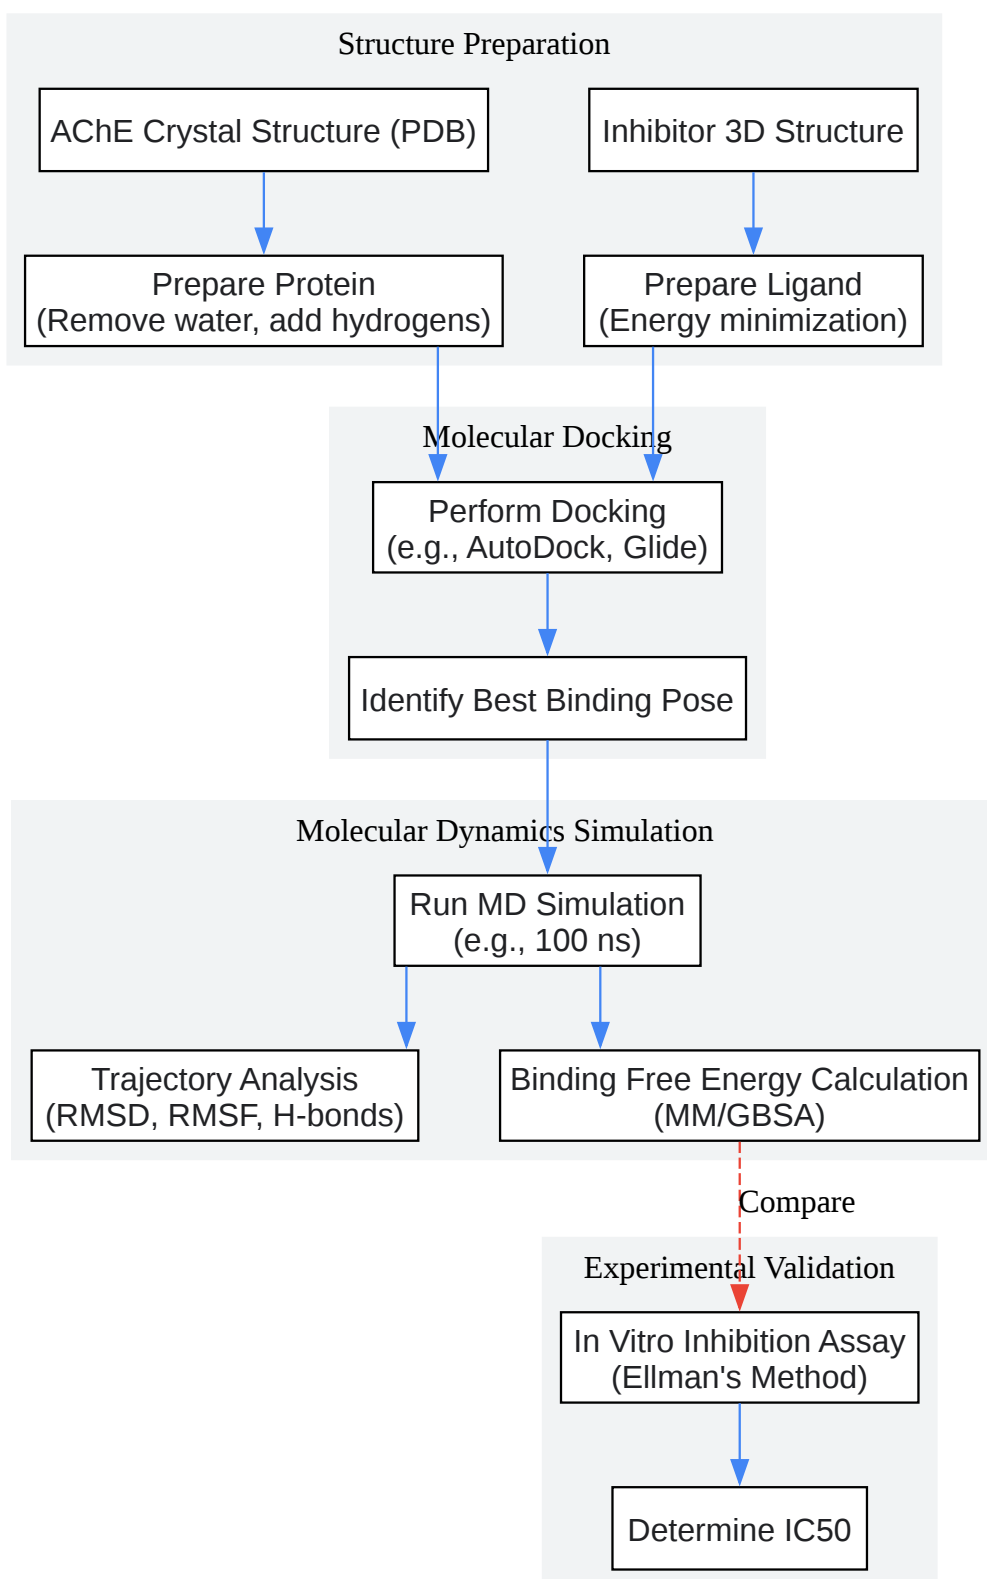 Structure Preparation
AChE Crystal Structure (PDB)
Inhibitor 3D Structure
Prepare Protein
(Remove water, add hydrogens)
Prepare Ligand
(Energy minimization)
Molecular Docking
Perform Docking
(e.g., AutoDock, Glide)
Identify Best Binding Pose
Molecular Dynamics Simulation
Run MD Simulation
(e.g., 100 ns)
Trajectory Analysis
(RMSD, RMSF, H-bonds)
Binding Free Energy Calculation
(MM/GBSA)
Compare
Experimental Validation
In Vitro Inhibition Assay
(Ellman's Method)
Determine IC50